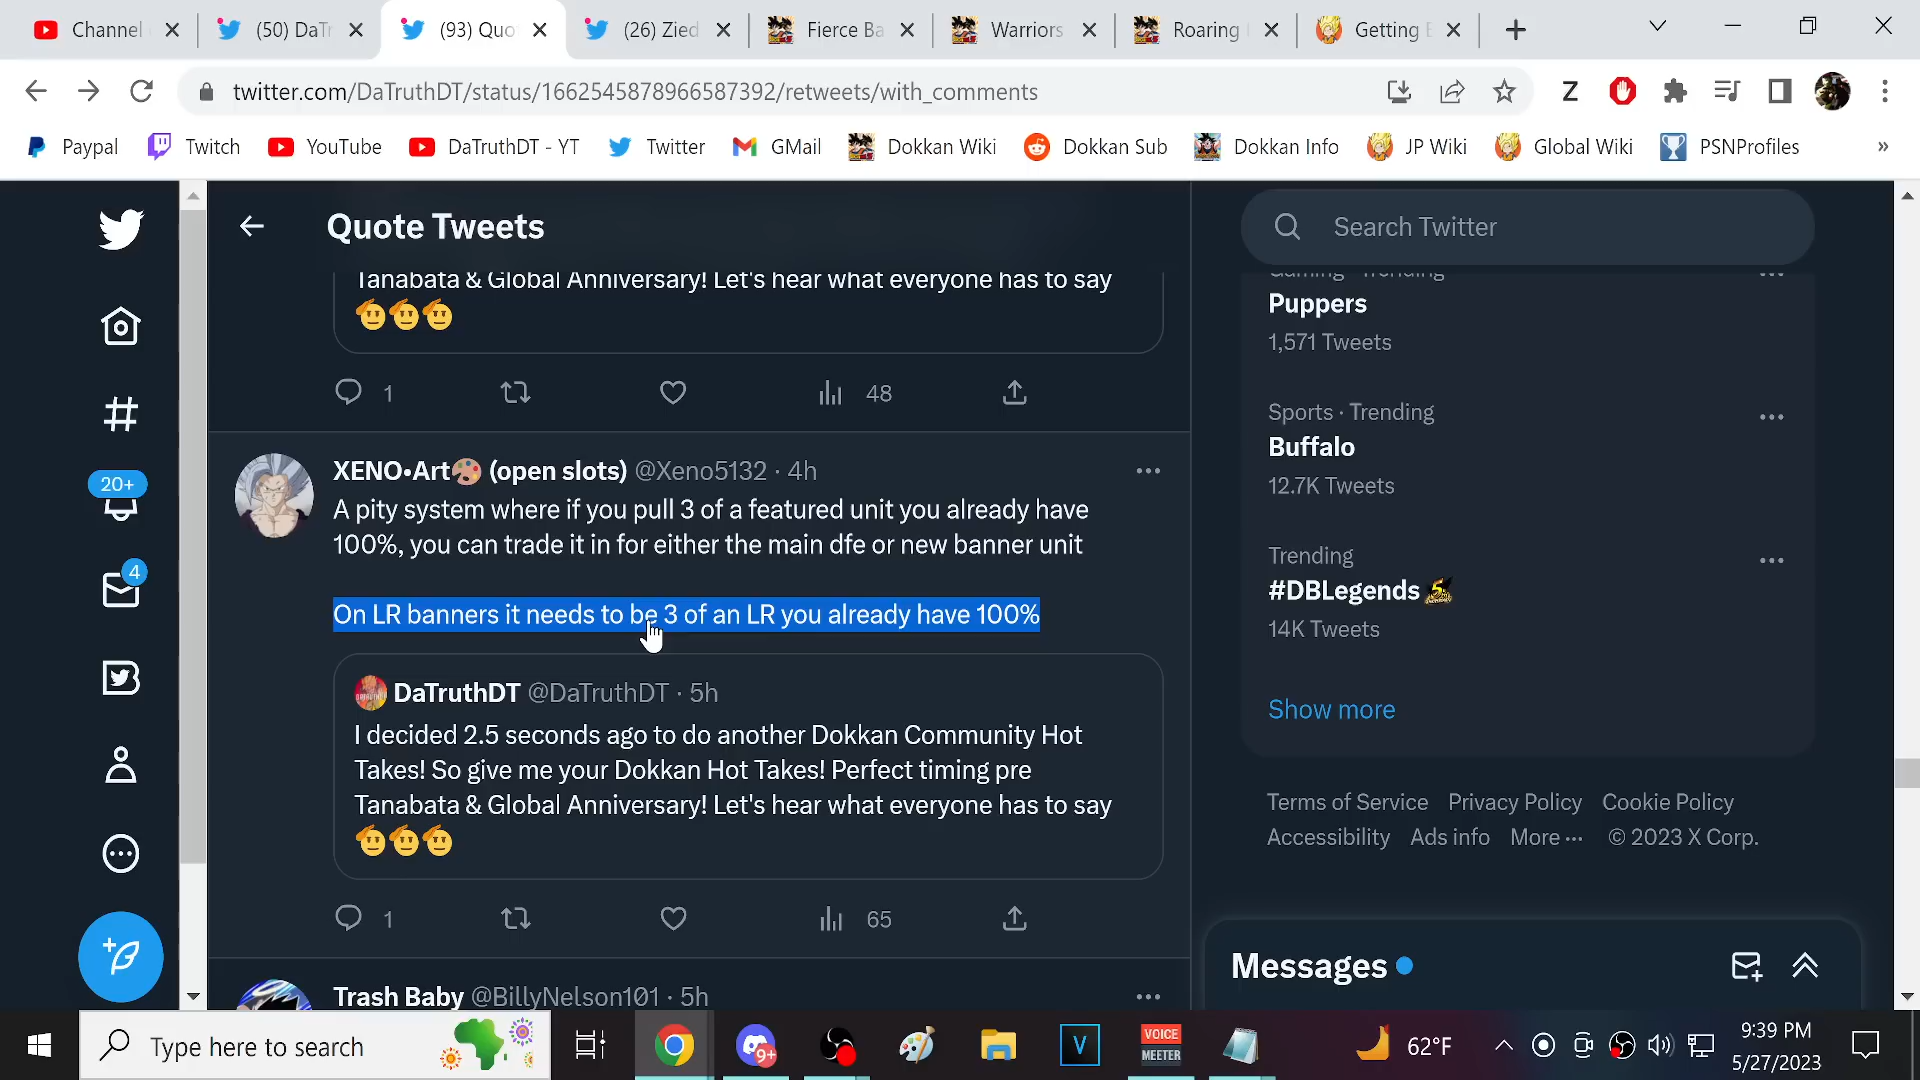 Channel
(50) DaTr
(93) Quo
(26) Zied
Fierce Ba
Warriors
Roaring
Getting
twitter.com/DaTruthDT/status/1662545878966587392/retweets/with_comments
Z
Paypal
Twitch
YouTube
DaTruthDT - YT
Twitter
GMail
Dokkan Wiki
Dokkan Sub
Dokkan Info
JP Wiki
Global Wiki
PSNProfiles
»
Quote Tweets
Search Twitter
Tanabata & Global Anniversary! Let's hear what everyone has to say
1
48
XENO•Art🎨 (open slots) @Xeno5132 · 4h
A pity system where if you pull 3 of a featured unit you already have
100%, you can trade it in for either the main dfe or new banner unit
On LR banners it needs to be 3 of an LR you already have 100%
DaTruthDT @DaTruthDT · 5h
I decided 2.5 seconds ago to do another Dokkan Community Hot
Takes! So give me your Dokkan Hot Takes! Perfect timing pre
Tanabata & Global Anniversary! Let's hear what everyone has to say
1
65
Trash Baby @BillyNelson101 · 5h
20+
4
Gaming · Trending
Puppers
1,571 Tweets
Sports · Trending
Buffalo
12.7K Tweets
Trending
#DBLegends
14K Tweets
Show more
Terms of Service Privacy Policy Cookie Policy
Accessibility Ads info More ··· © 2023 X Corp.
Messages
Type here to search
9+
V
VOICE
MEETER
62°F
9:39 PM
5/27/2023